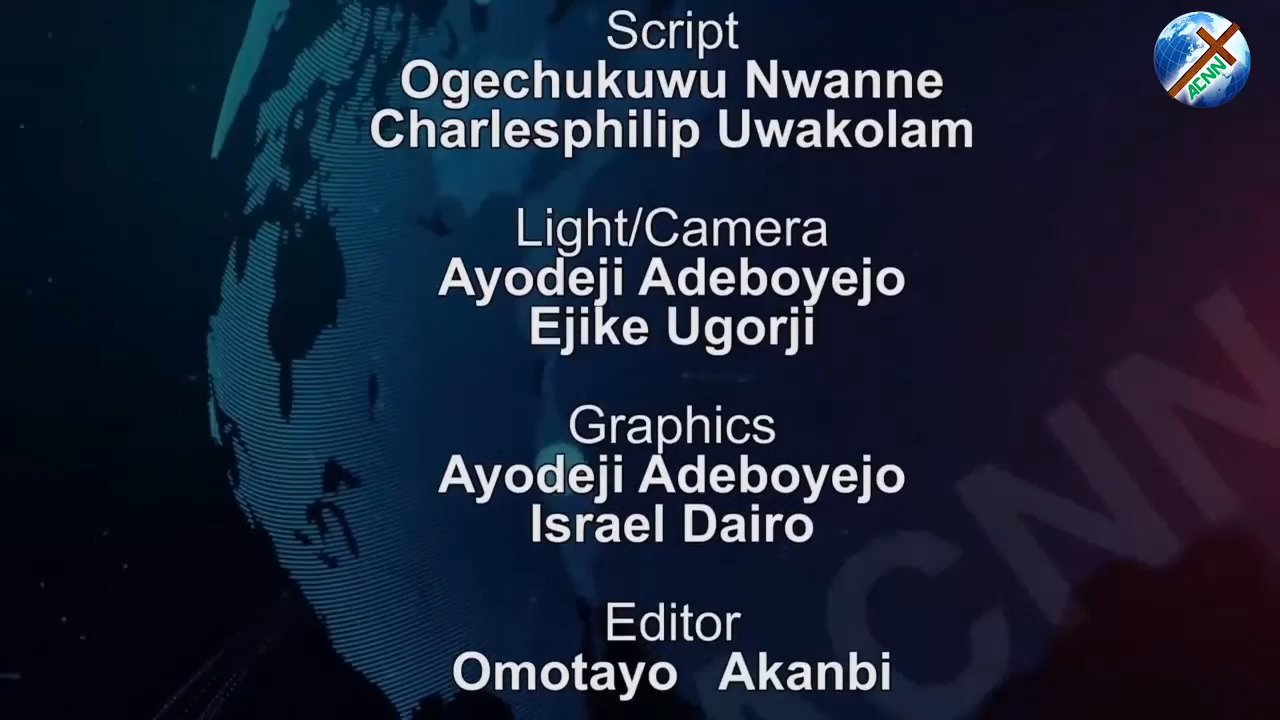 Script
Ogechukuwu Nwanne
Charlesphilip Uwakolam
Light/Camera
Ayodeji Adeboyejo
Ejike Ugorji
Graphics
Ayodeji Adeboyejo
Israel Dairo
Editor
Omotayo Akanbi
ACNN
ACNN